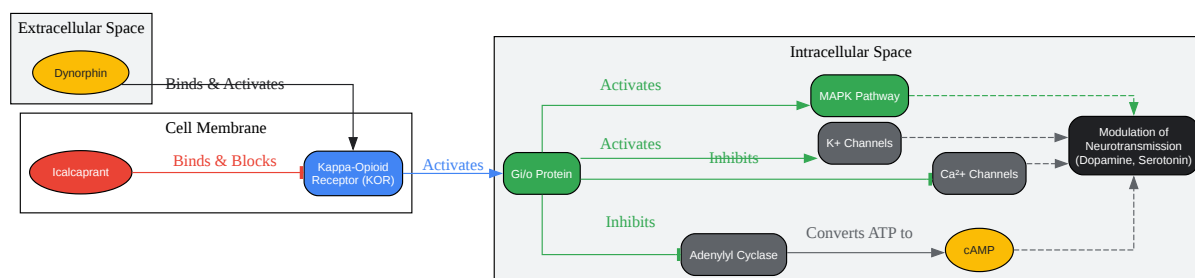 Extracellular Space
Dynorphin
Binds & Activates
Cell Membrane
Icalcaprant
Binds & Blocks
Kappa-Opioid
Receptor (KOR)
Activates
Intracellular Space
Gi/o Protein
Activates
MAPK Pathway
Activates
K+ Channels
Inhibits
Ca²+ Channels
Inhibits
Adenylyl Cyclase
Converts ATP to
cAMP
Modulation of
Neurotransmission
(Dopamine, Serotonin)